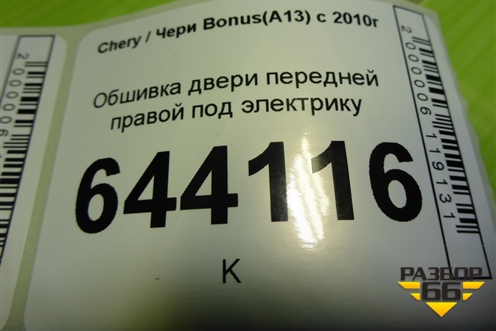 Chery / Чери Bonus(A13) с 2010г
Обшивка двери передней
правой под электрику
644116
К
2000006119131
РАЗБОР
66